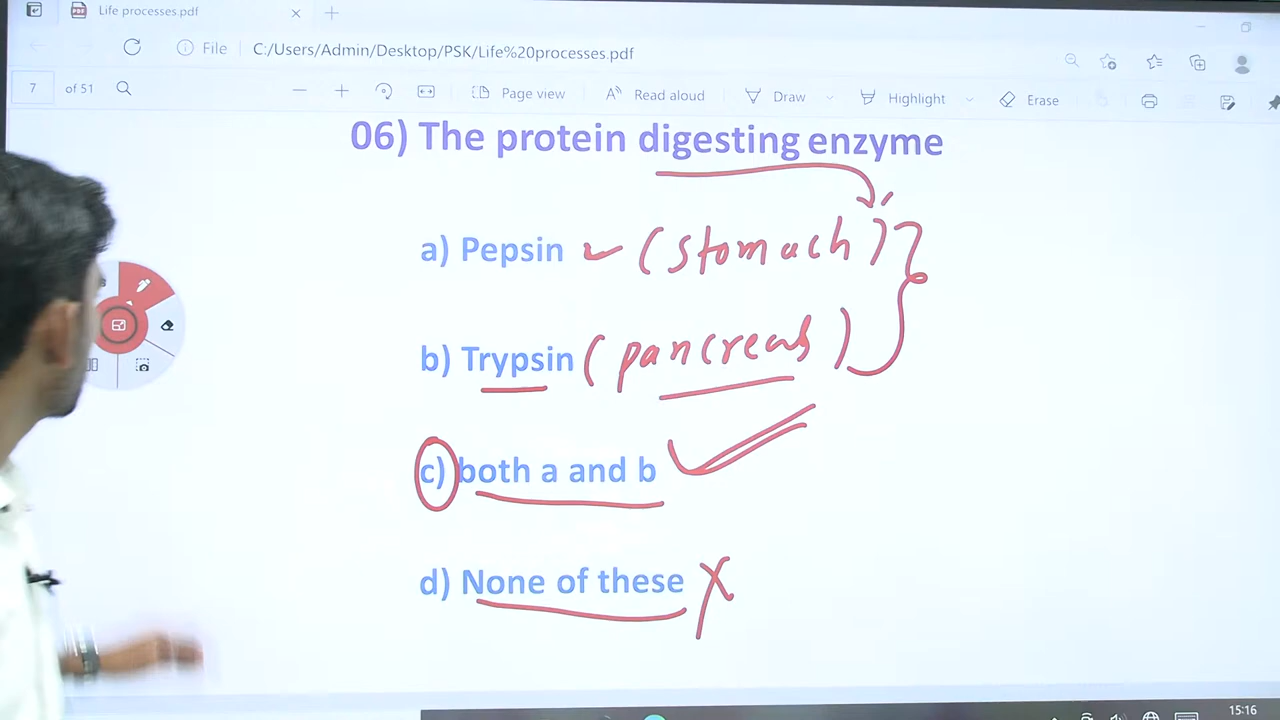 Life processes.pdf
File C:/Users/Admin/Desktop/PSK/Life%20processes.pdf
7 of 51 Page view Read aloud Draw Highlight Erase
06) The protein digesting enzyme
a) Pepsin (stomach)
b) Trypsin (pancreas)
c) both a and b
d) None of these
15:16